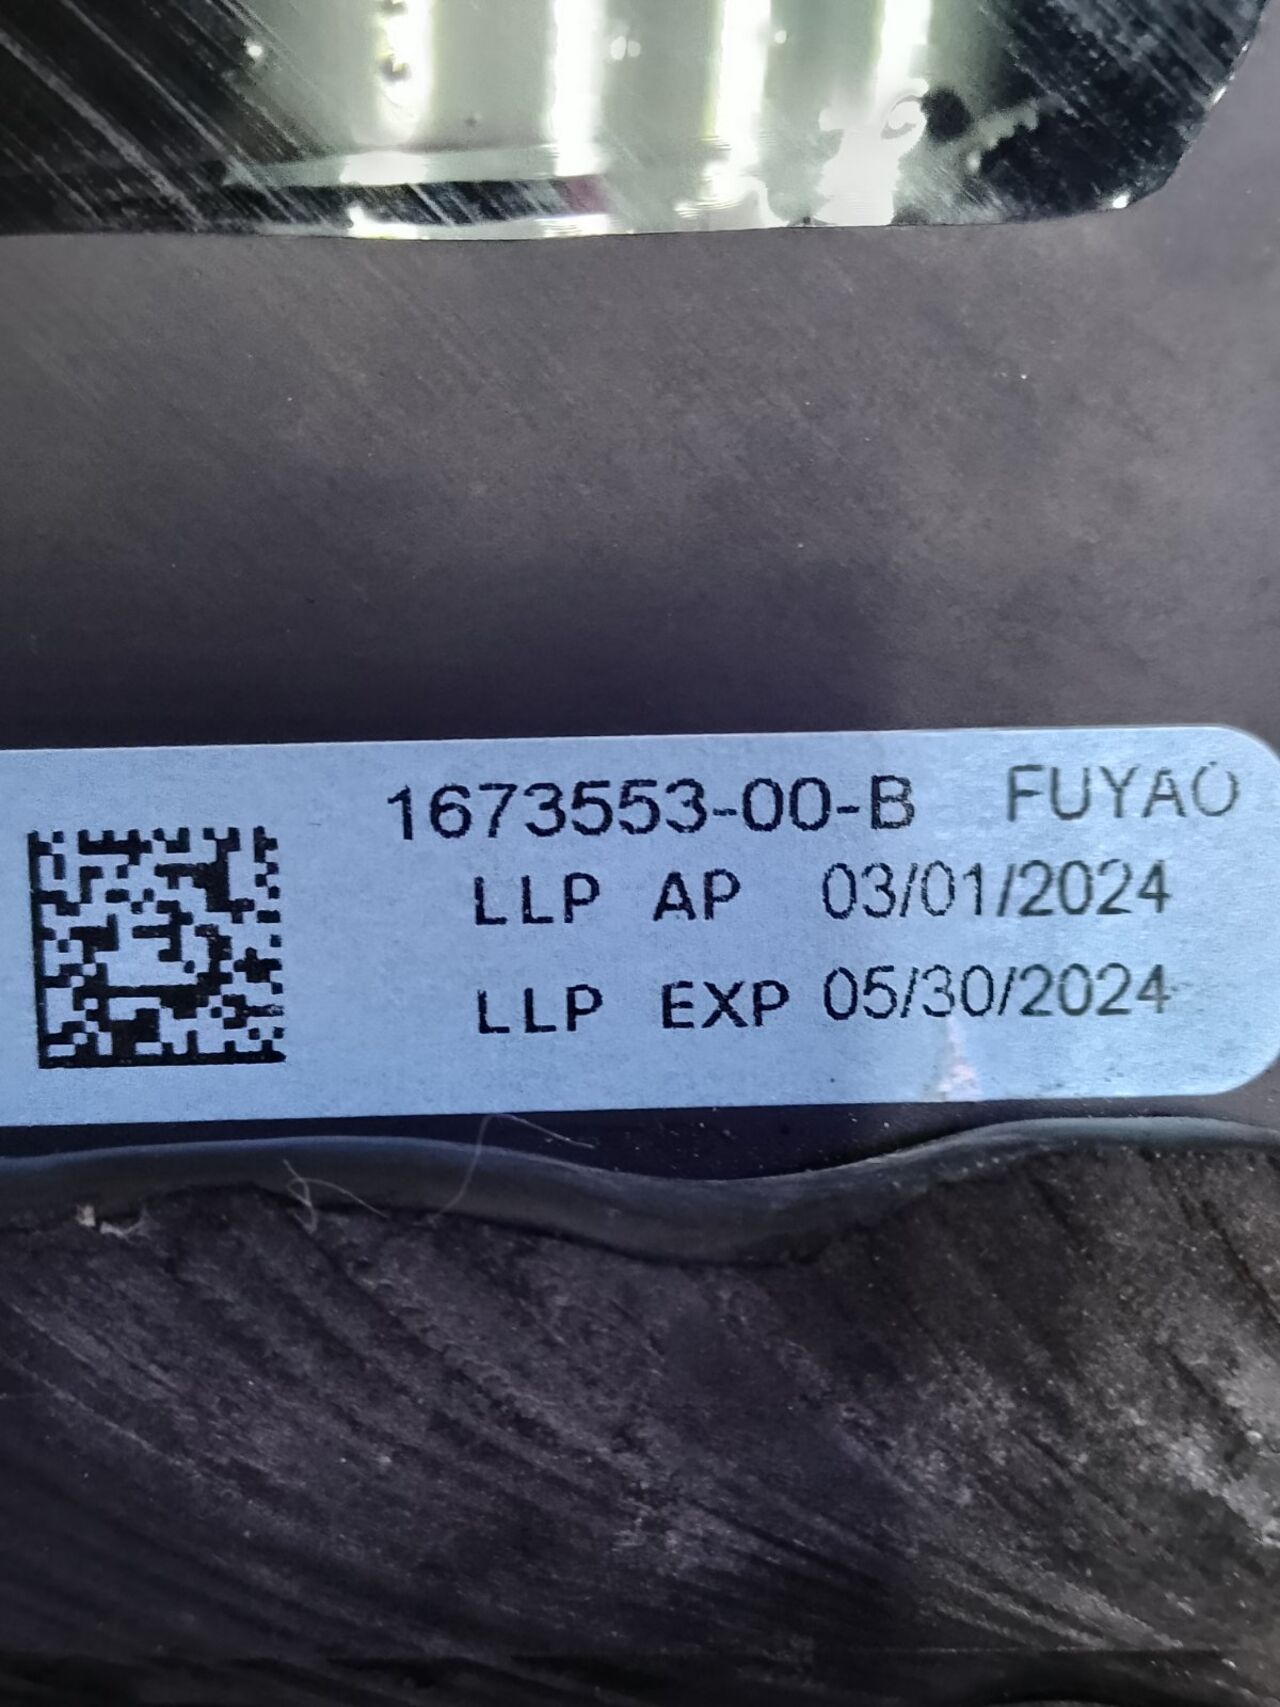 1673553-00-B FUYAO
LLP AP 03/01/2024
LLP EXP 05/30/2024